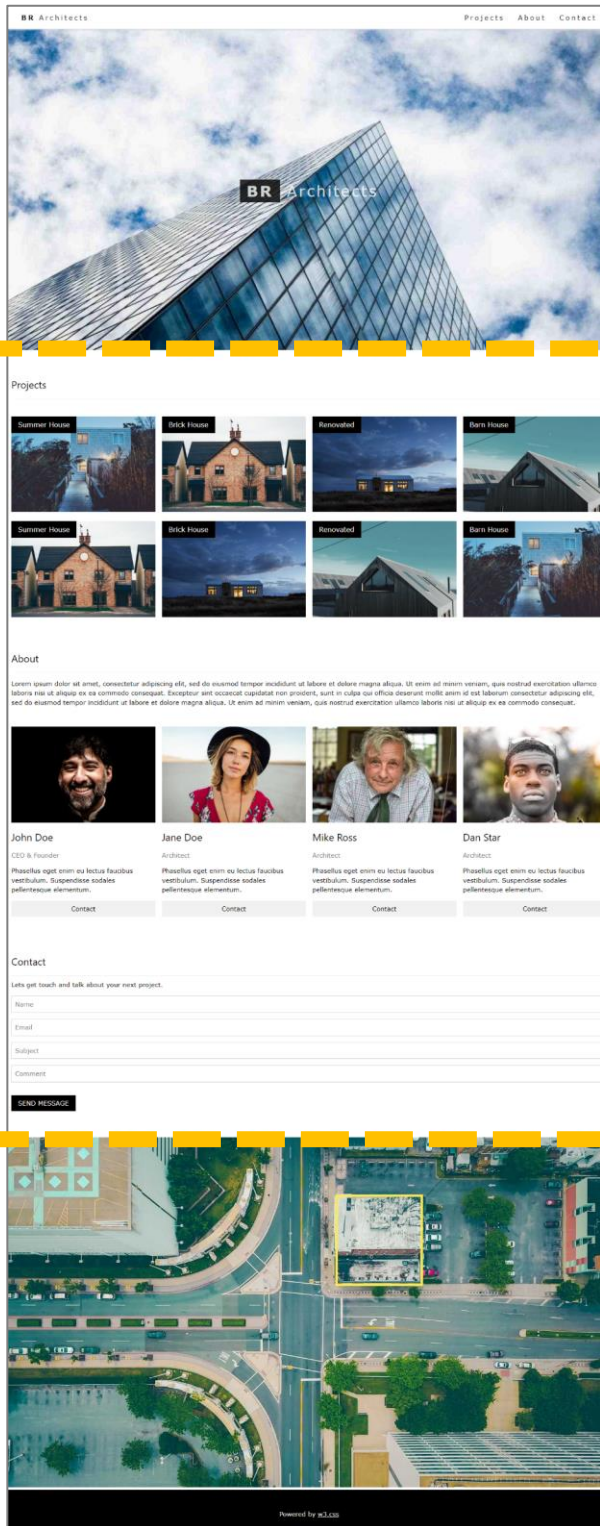 BR Architects
Projects About Contact
BR Architects
Projects
Summer House
Brick House
Renovated
Barn House
Summer House
Brick House
Renovated
Barn House
About
Lorem ipsum dolor sit amet, consectetur adipiscing elit, sed do eiusmod tempor incididunt ut labore et dolore magna aliqua. Ut enim ad minim veniam, quis nostrud exercitation ullamco
laboris nisi ut aliquip ex ea commodo consequat. Excepteur sint occaecat cupidatat non proident, sunt in culpa qui officia deserunt mollit anim id est laborum consectetur adipiscing elit,
sed do eiusmod tempor incididunt ut labore et dolore magna aliqua. Ut enim ad minim veniam, quis nostrud exercitation ullamco laboris nisi ut aliquip ex ea commodo consequat.
John Doe
CEO & Founder
Phasellus eget enim eu lectus faucibus
vestibulum. Suspendisse sodales
pellentesque elementum.
Contact
Jane Doe
Architect
Phasellus eget enim eu lectus faucibus
vestibulum. Suspendisse sodales
pellentesque elementum.
Contact
Mike Ross
Architect
Phasellus eget enim eu lectus faucibus
vestibulum. Suspendisse sodales
pellentesque elementum.
Contact
Dan Star
Architect
Phasellus eget enim eu lectus faucibus
vestibulum. Suspendisse sodales
pellentesque elementum.
Contact
Contact
Lets get touch and talk about your next project.
Name
Email
Subject
Comment
SEND MESSAGE
Powered by w3.css